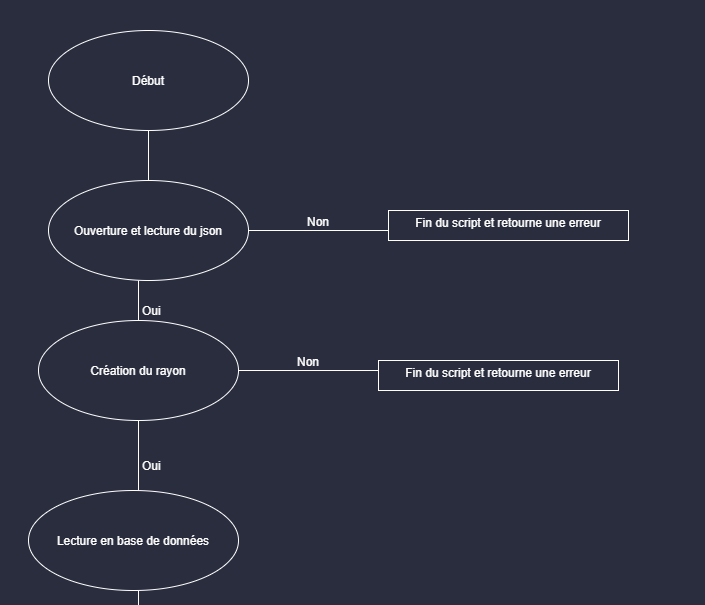 Début
Ouverture et lecture du json
Non
Fin du script et retourne une erreur
Oui
Création du rayon
Non
Fin du script et retourne une erreur
Oui
Lecture en base de données